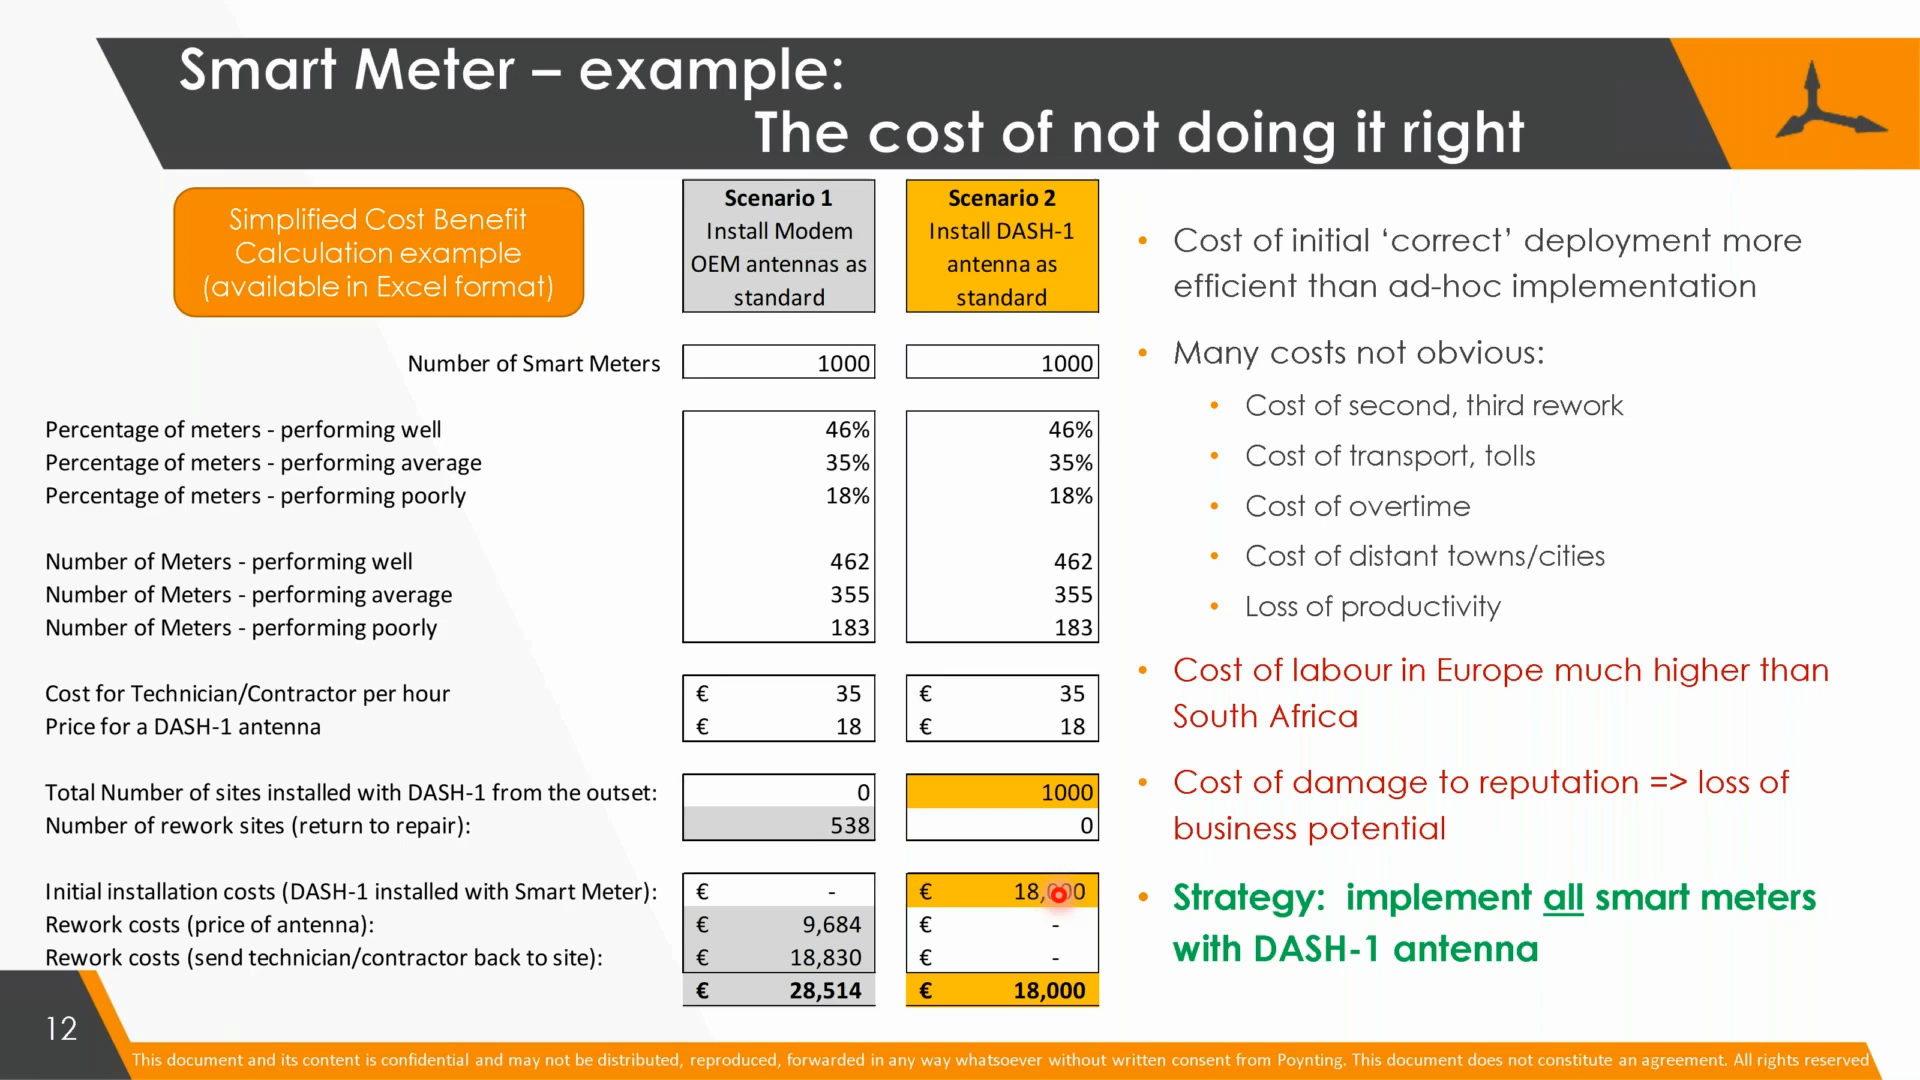 Smart Meter – example:
The cost of not doing it right
Simplified Cost Benefit
Calculation example
(available in Excel format)
Scenario 1
Install Modem
OEM antennas as
standard
Scenario 2
Install DASH-1
antenna as
standard
Number of Smart Meters 1000 1000
Percentage of meters - performing well 46% 46%
Percentage of meters - performing average 35% 35%
Percentage of meters - performing poorly 18% 18%
Number of Meters - performing well 462 462
Number of Meters - performing average 355 355
Number of Meters - performing poorly 183 183
Cost for Technician/Contractor per hour € 35 € 35
Price for a DASH-1 antenna € 18 € 18
Total Number of sites installed with DASH-1 from the outset: 0 1000
Number of rework sites (return to repair): 538 0
Initial installation costs (DASH-1 installed with Smart Meter): € - € 18,000
Rework costs (price of antenna): € 9,684 € -
Rework costs (send technician/contractor back to site): € 18,830 € -
€ 28,514 € 18,000
• Cost of initial ‘correct’ deployment more
efficient than ad-hoc implementation
• Many costs not obvious:
• Cost of second, third rework
• Cost of transport, tolls
• Cost of overtime
• Cost of distant towns/cities
• Loss of productivity
• Cost of labour in Europe much higher than
South Africa
• Cost of damage to reputation => loss of
business potential
• Strategy: implement all smart meters
with DASH-1 antenna
12
This document and its content is confidential and may not be distributed, reproduced, forwarded in any way whatsoever without written consent from Poynting. This document does not constitute an agreement. All rights reserved